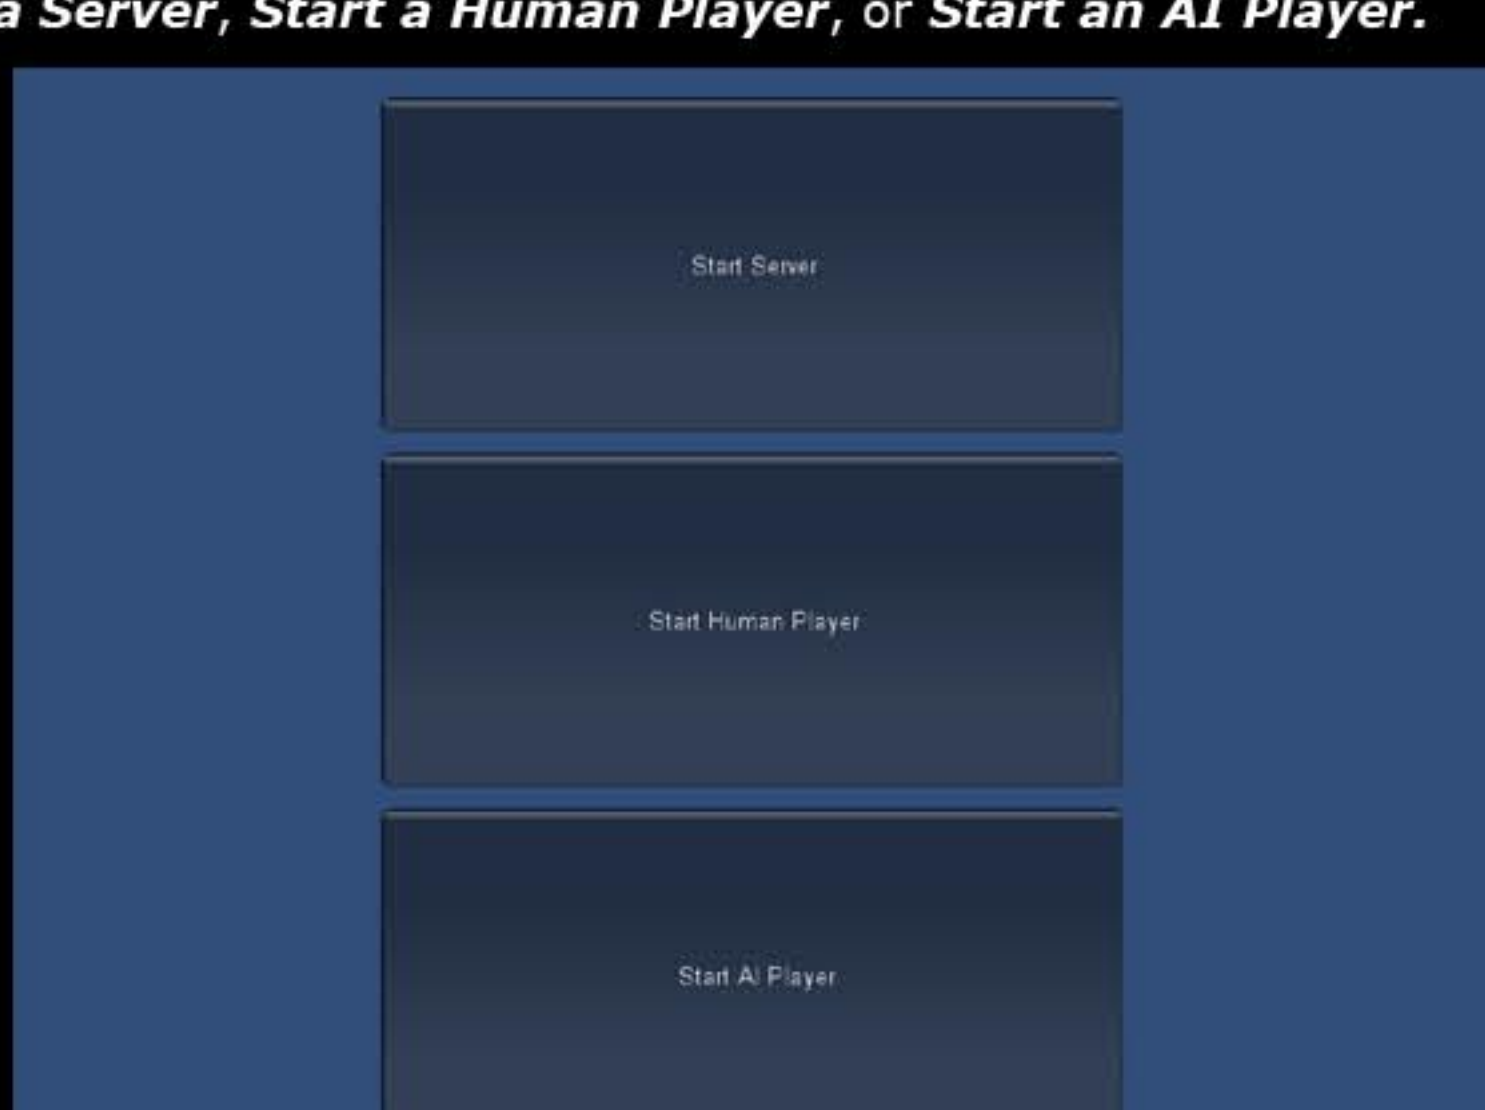 a Server, Start a Human Player, or Start an AI Player.
Start Server
Start Human Player
Start AI Player